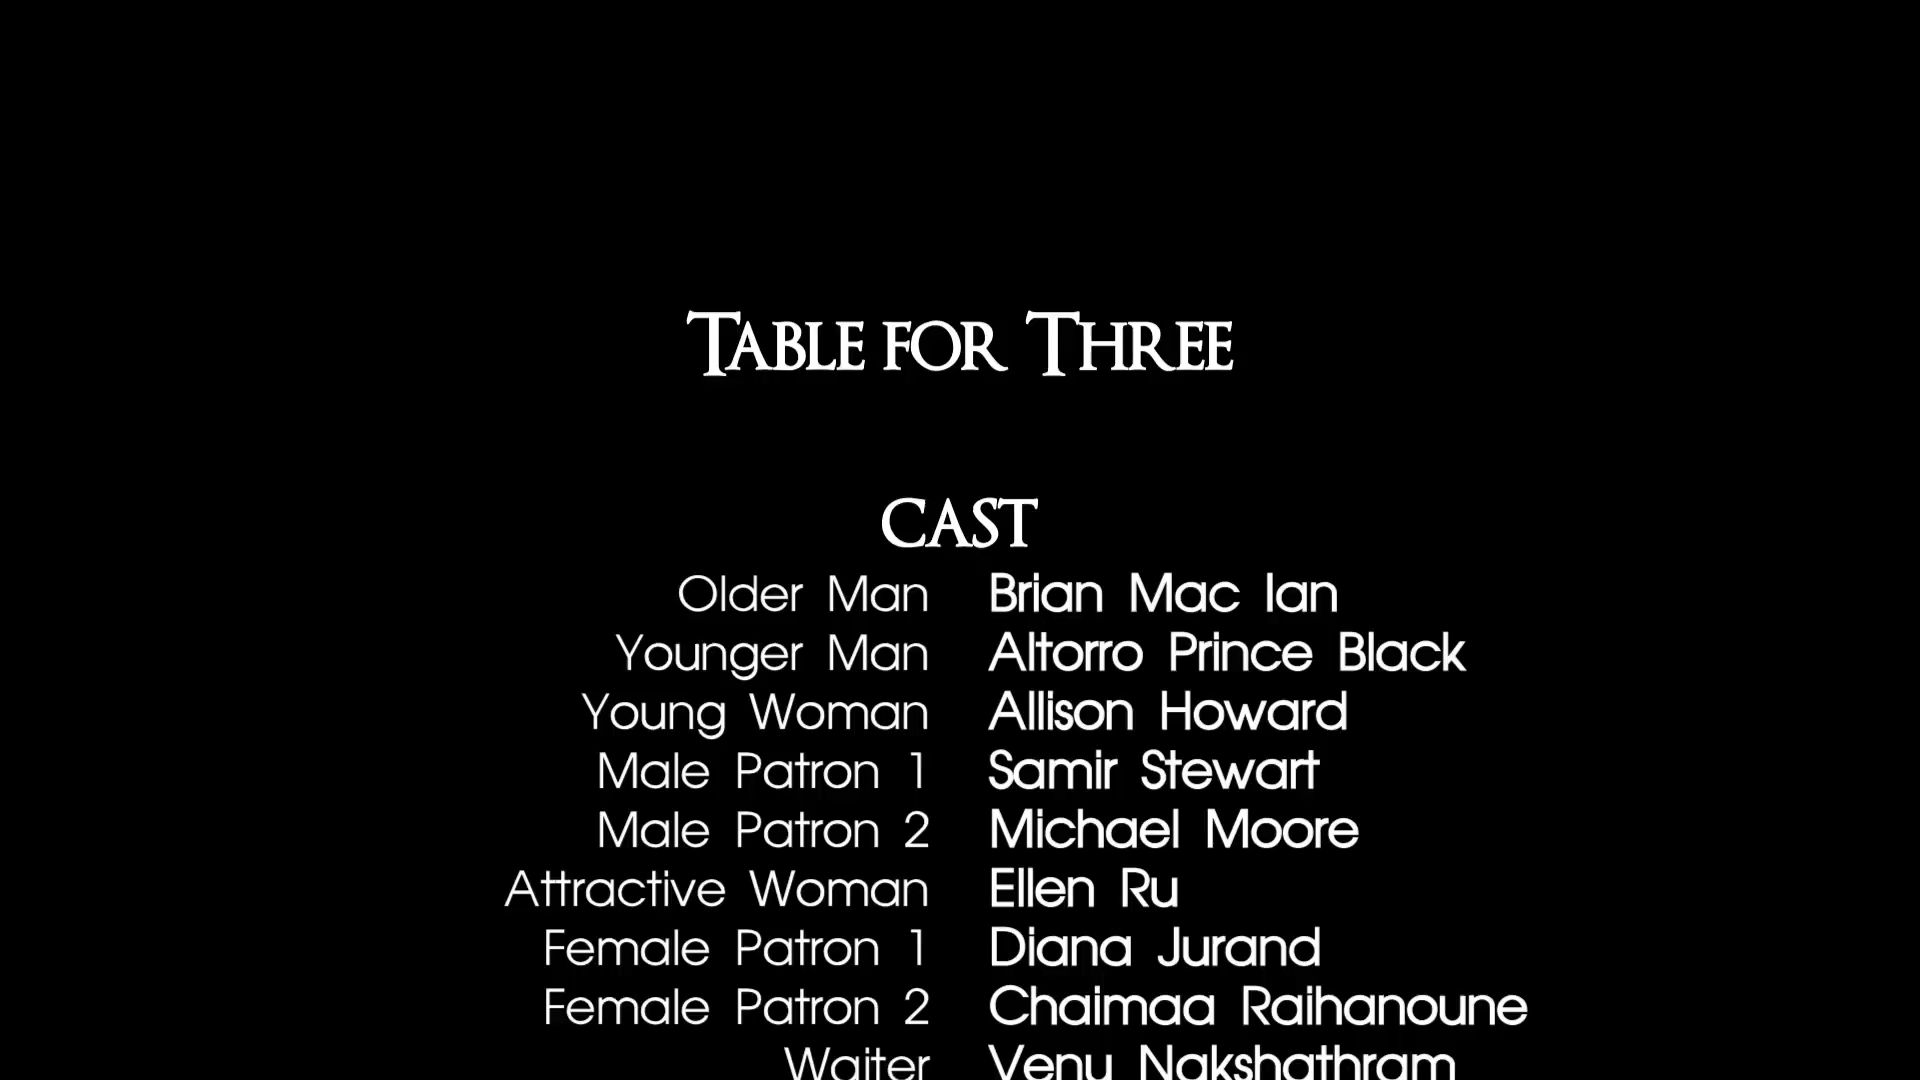 TABLE FOR THREE
CAST
Older Man Brian Mac Ian
Younger Man Altorro Prince Black
Young Woman Allison Howard
Male Patron 1 Samir Stewart
Male Patron 2 Michael Moore
Attractive Woman Ellen Ru
Female Patron 1 Diana Jurand
Female Patron 2 Chaimaa Raihanoune
Waiter Venu Nakshathram